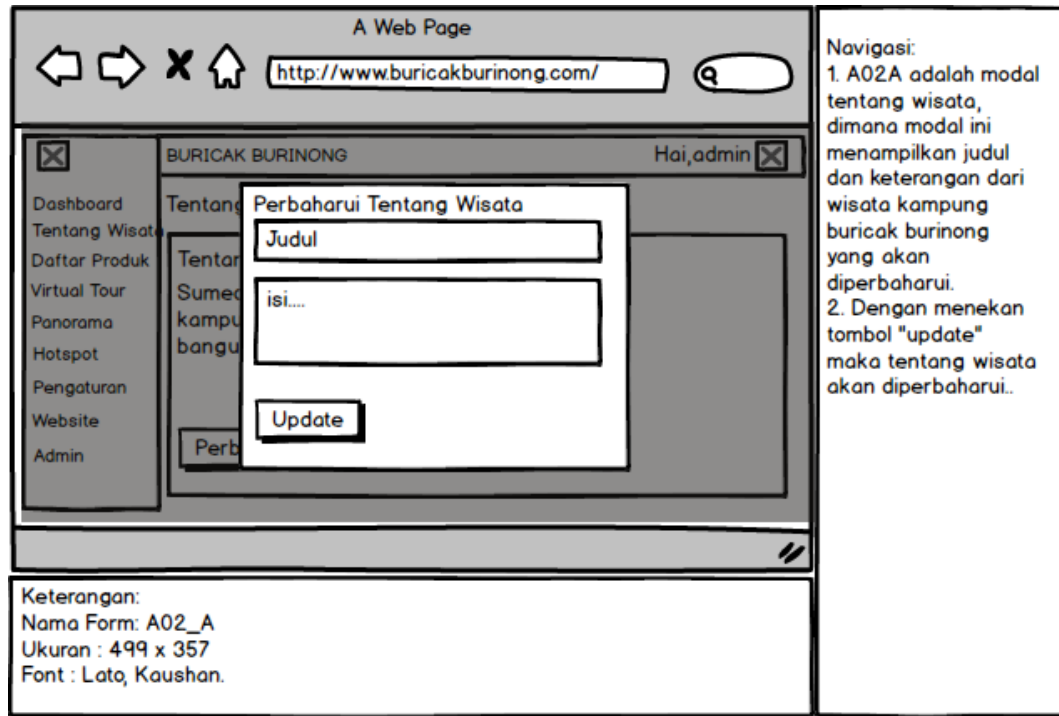 A Web Page
http://www.buricakburinong.com/
BURICAK BURINONG
Hai,admin
Dashboard
Tentang Wisata
Daftar Produk
Virtual Tour
Panorama
Hotspot
Pengaturan
Website
Admin
Tentang
Perbaharui Tentang Wisata
Judul
isi....
Update
Navigasi:
1. A02A adalah modal
tentang wisata,
dimana modal ini
menampilkan judul
dan keterangan dari
wisata kampung
buricak burinong
yang akan
diperbaharui.
2. Dengan menekan
tombol "update"
maka tentang wisata
akan diperbaharui..
Keterangan:
Nama Form: A02_A
Ukuran : 499 x 357
Font : Lato, Kaushan.